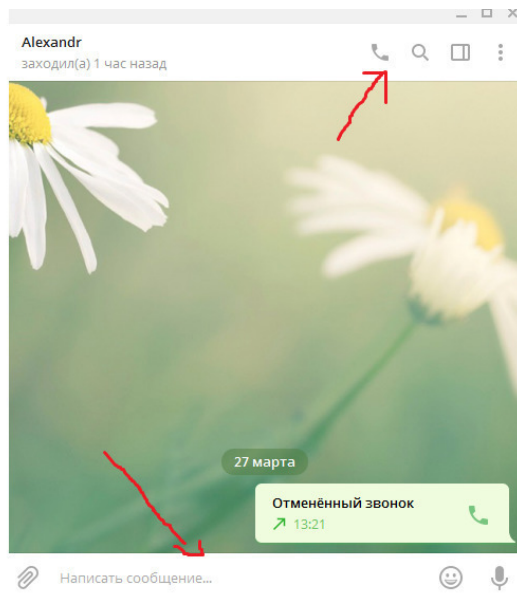 Alexandr
заходил(а) 1 час назад
27 марта
Отменённый звонок
13:21
Написать сообщение...